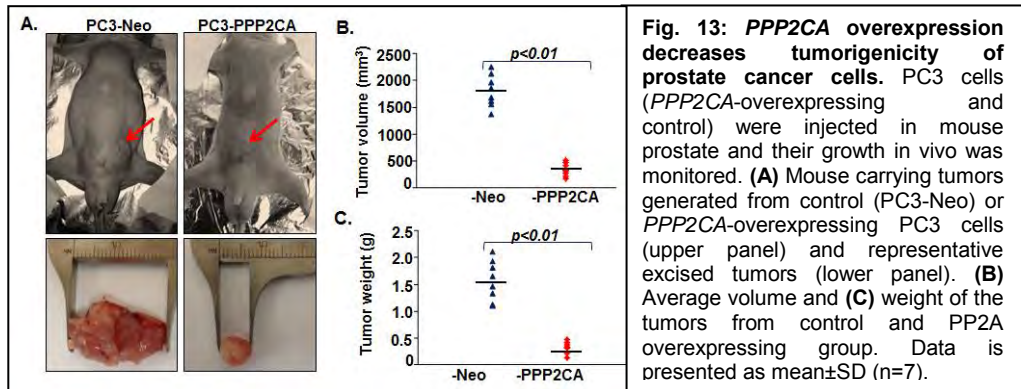 A.
PC3-Neo PC3-PPP2CA
B.
p<0.01
Tumor volume (mm³)
2500
2000
1500
1000
500
0
-Neo -PPP2CA
C.
p<0.01
Tumor weight (g)
2.5
2.0
1.5
1.0
0.5
0
-Neo -PPP2CA
Fig. 13: PPP2CA overexpression
decreases tumorigenicity of
prostate cancer cells. PC3 cells
(PPP2CA-overexpressing and
control) were injected in mouse
prostate and their growth in vivo was
monitored. (A) Mouse carrying tumors
generated from control (PC3-Neo) or
PPP2CA-overexpressing PC3 cells
(upper panel) and representative
excised tumors (lower panel). (B)
Average volume and (C) weight of the
tumors from control and PP2A
overexpressing group. Data is
presented as mean±SD (n=7).